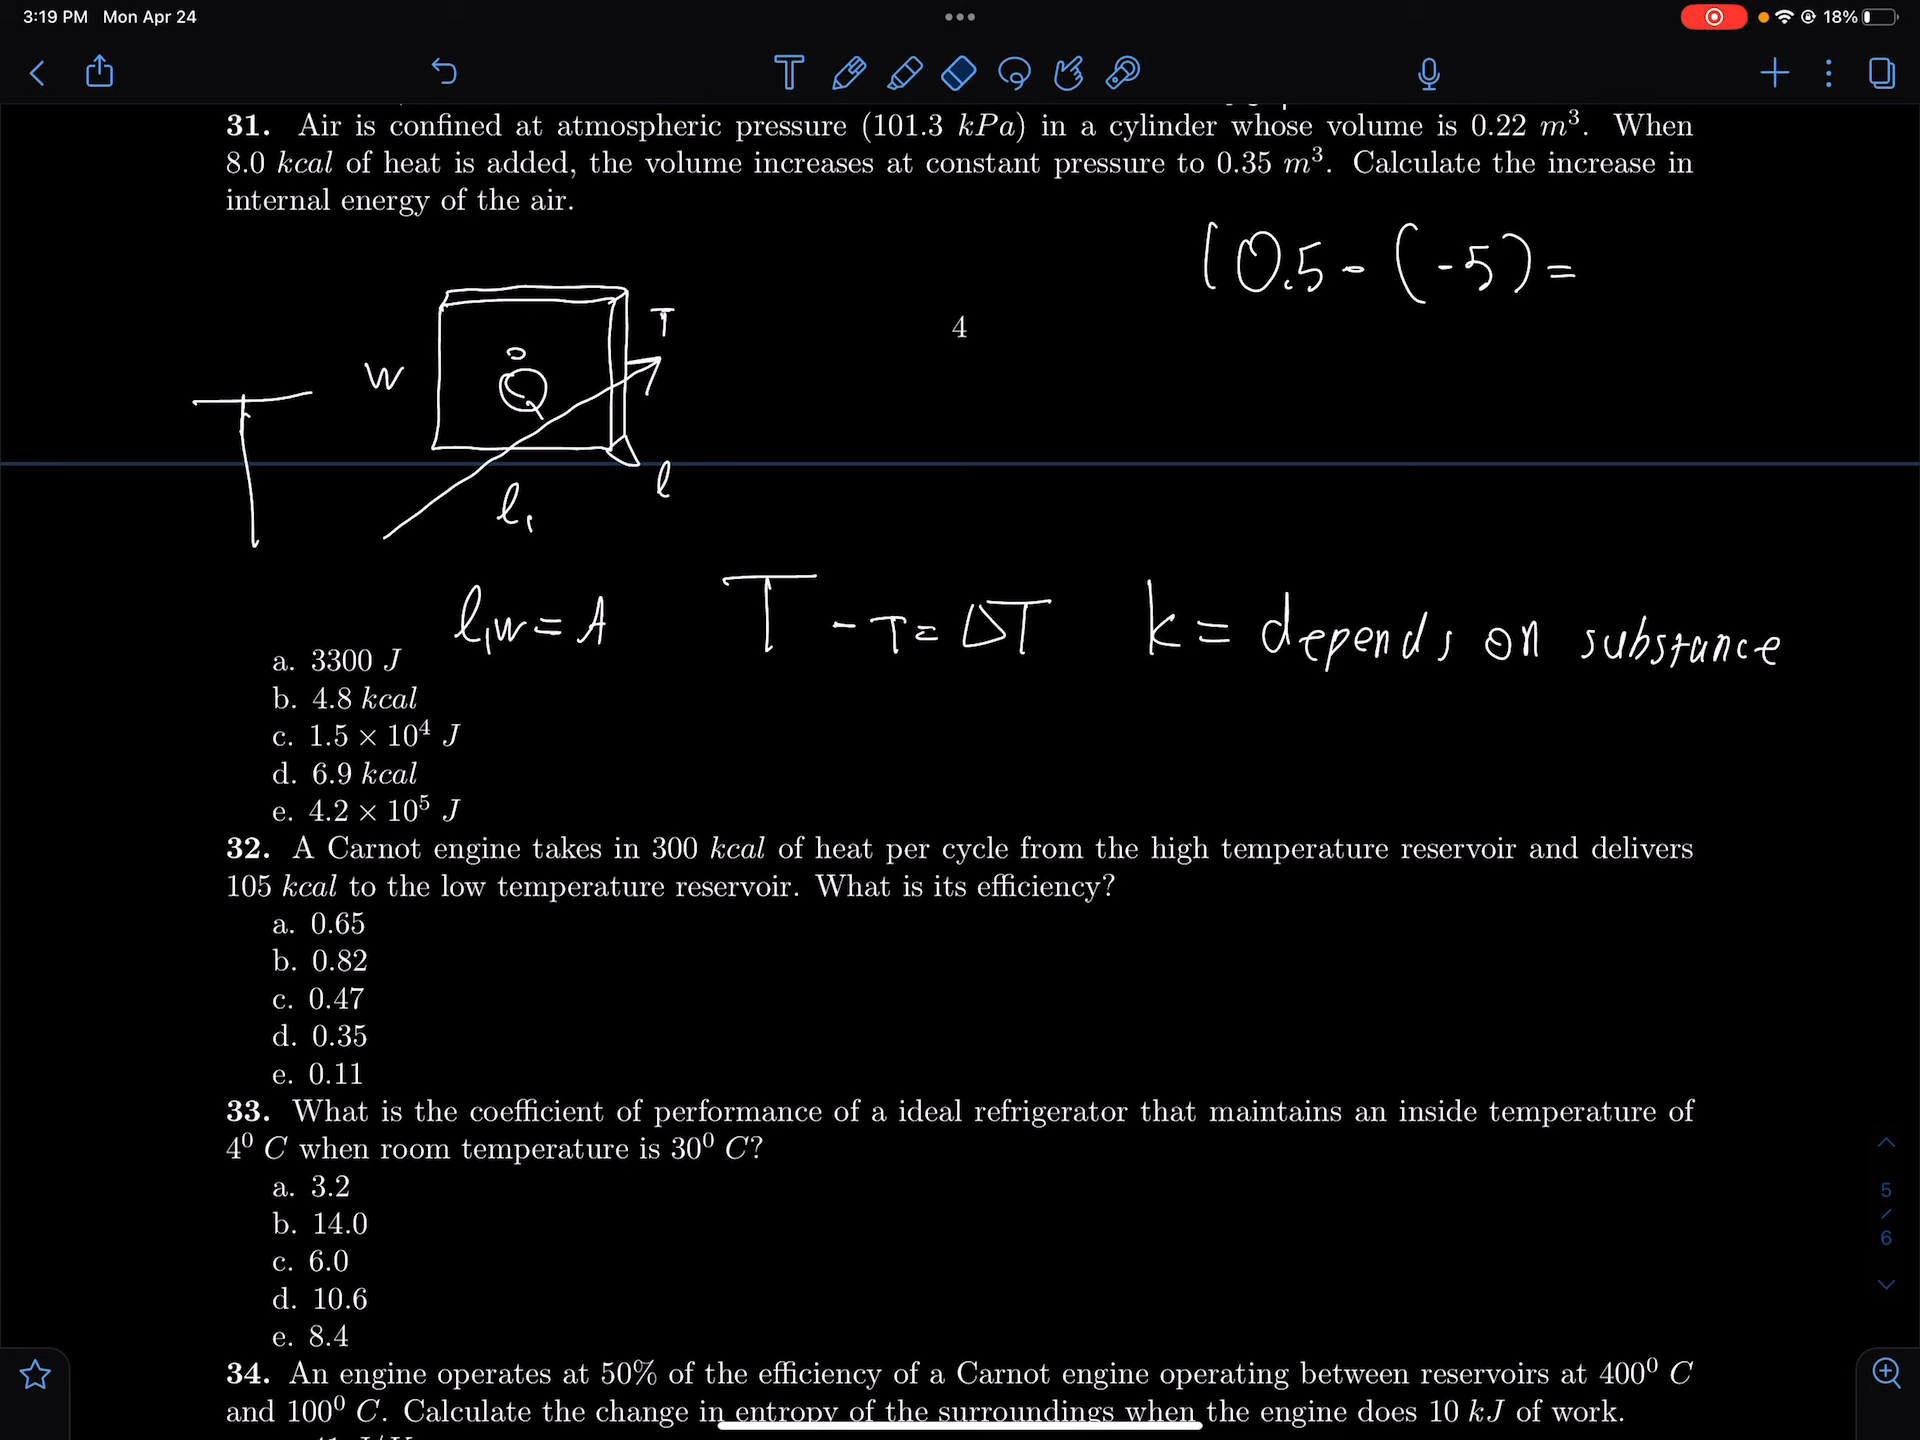 3:19 PM Mon Apr 24
18%
31. Air is confined at atmospheric pressure (101.3 kPa) in a cylinder whose volume is 0.22 m³. When
8.0 kcal of heat is added, the volume increases at constant pressure to 0.35 m³. Calculate the increase in
internal energy of the air.
10.5 - (-5) =
4
T
W
Q̇
T
l
l₁
l₁w = A
T - T = ΔT
k = depends on substance
a. 3300 J
b. 4.8 kcal
c. 1.5 × 10⁴ J
d. 6.9 kcal
e. 4.2 × 10⁵ J
32. A Carnot engine takes in 300 kcal of heat per cycle from the high temperature reservoir and delivers
105 kcal to the low temperature reservoir. What is its efficiency?
a. 0.65
b. 0.82
c. 0.47
d. 0.35
e. 0.11
33. What is the coefficient of performance of a ideal refrigerator that maintains an inside temperature of
4⁰ C when room temperature is 30⁰ C?
a. 3.2
b. 14.0
c. 6.0
d. 10.6
e. 8.4
5
/
6
34. An engine operates at 50% of the efficiency of a Carnot engine operating between reservoirs at 400⁰ C
and 100⁰ C. Calculate the change in entropy of the surroundings when the engine does 10 kJ of work.